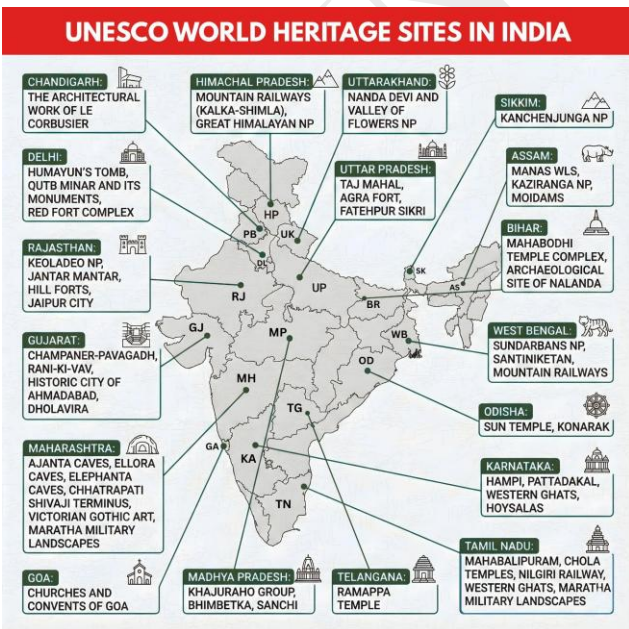 UNESCO WORLD HERITAGE SITES IN INDIA
CHANDIGARH:
THE ARCHITECTURAL
WORK OF LE
CORBUSIER
HIMACHAL PRADESH:
MOUNTAIN RAILWAYS
(KALKA-SHIMLA),
GREAT HIMALAYAN NP
UTTARAKHAND:
NANDA DEVI AND
VALLEY OF
FLOWERS NP
SIKKIM:
KANCHENJUNGA NP
DELHI:
HUMAYUN'S TOMB,
QUTB MINAR AND ITS
MONUMENTS,
RED FORT COMPLEX
UTTAR PRADESH:
TAJ MAHAL,
AGRA FORT,
FATEHPUR SIKRI
ASSAM:
MANAS WLS,
KAZIRANGA NP,
MOIDAMS
RAJASTHAN:
KEOLADEO NP,
JANTAR MANTAR,
HILL FORTS,
JAIPUR CITY
BIHAR:
MAHABODHI
TEMPLE COMPLEX,
ARCHAEOLOGICAL
SITE OF NALANDA
GUJARAT:
CHAMPANER-PAVAGADH,
RANI-KI-VAV,
HISTORIC CITY OF
AHMADABAD,
DHOLAVIRA
WEST BENGAL:
SUNDARBANS NP,
SANTINIKETAN,
MOUNTAIN RAILWAYS
ODISHA:
SUN TEMPLE, KONARAK
MAHARASHTRA:
AJANTA CAVES, ELLORA
CAVES, ELEPHANTA
CAVES, CHHATRAPATI
SHIVAJI TERMINUS,
VICTORIAN GOTHIC ART,
MARATHA MILITARY
LANDSCAPES
KARNATAKA:
HAMPI, PATTADAKAL,
WESTERN GHATS,
HOYSALAS
GOA:
CHURCHES AND
CONVENTS OF GOA
MADHYA PRADESH:
KHAJURAHO GROUP,
BHIMBETKA, SANCHI
TELANGANA:
RAMAPPA
TEMPLE
TAMIL NADU:
MAHABALIPURAM, CHOLA
TEMPLES, NILGIRI RAILWAY,
WESTERN GHATS, MARATHA
MILITARY LANDSCAPES
HP
PB
UK
DL
SK
RJ
UP
AS
BR
GJ
MP
WB
OD
MH
TG
GA
KA
TN